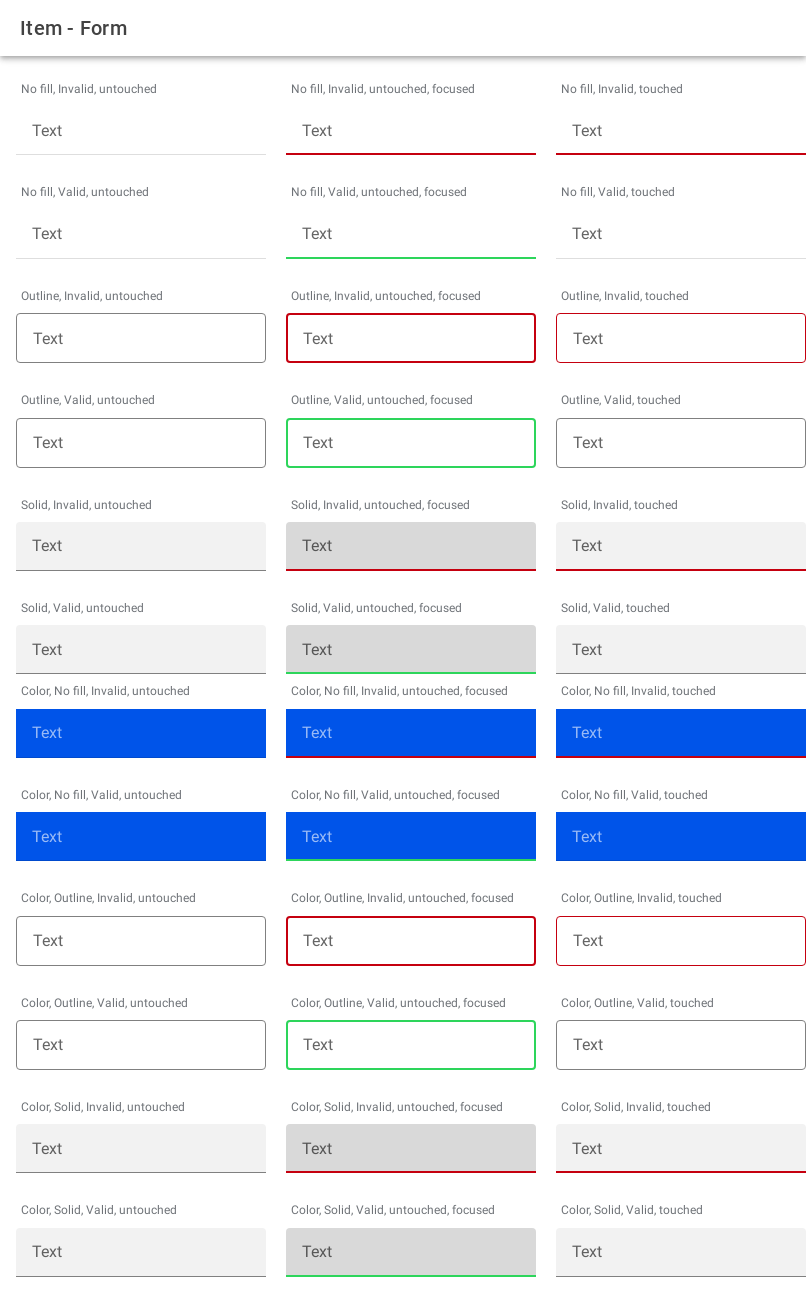 Item - Form
No fill, Invalid, untouched
No fill, Invalid, untouched, focused
No fill, Invalid, touched
Text
Text
Text
No fill, Valid, untouched
No fill, Valid, untouched, focused
No fill, Valid, touched
Text
Text
Text
Outline, Invalid, untouched
Outline, Invalid, untouched, focused
Outline, Invalid, touched
Text
Text
Text
Outline, Valid, untouched
Outline, Valid, untouched, focused
Outline, Valid, touched
Text
Text
Text
Solid, Invalid, untouched
Solid, Invalid, untouched, focused
Solid, Invalid, touched
Text
Text
Text
Solid, Valid, untouched
Solid, Valid, untouched, focused
Solid, Valid, touched
Text
Text
Text
Color, No fill, Invalid, untouched
Color, No fill, Invalid, untouched, focused
Color, No fill, Invalid, touched
Text
Text
Text
Color, No fill, Valid, untouched
Color, No fill, Valid, untouched, focused
Color, No fill, Valid, touched
Text
Text
Text
Color, Outline, Invalid, untouched
Color, Outline, Invalid, untouched, focused
Color, Outline, Invalid, touched
Text
Text
Text
Color, Outline, Valid, untouched
Color, Outline, Valid, untouched, focused
Color, Outline, Valid, touched
Text
Text
Text
Color, Solid, Invalid, untouched
Color, Solid, Invalid, untouched, focused
Color, Solid, Invalid, touched
Text
Text
Text
Color, Solid, Valid, untouched
Color, Solid, Valid, untouched, focused
Color, Solid, Valid, touched
Text
Text
Text